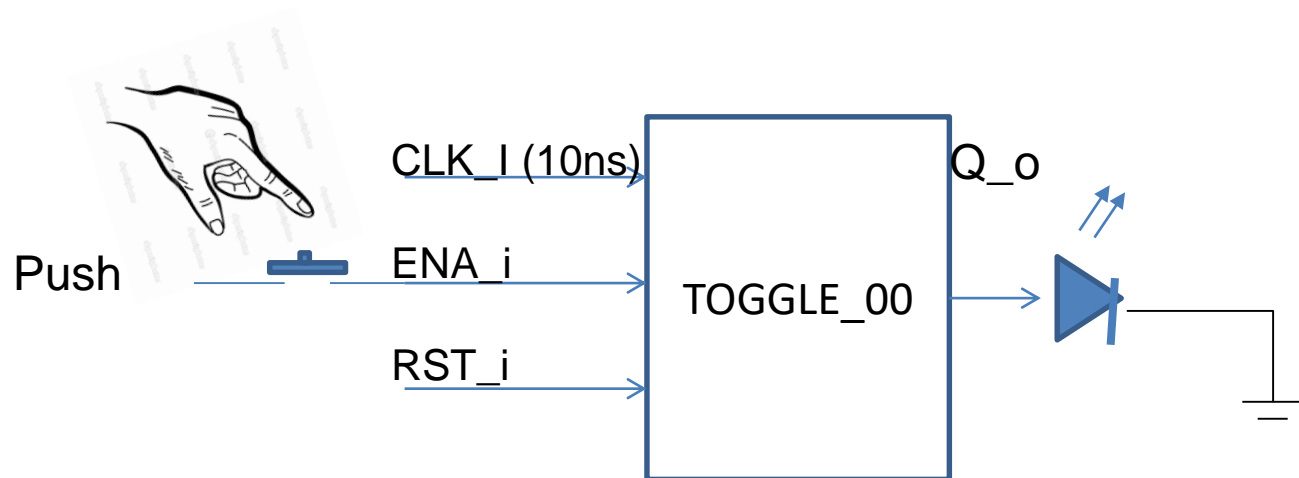 CLK_I (10ns)
Q_o
Push
ENA_i
TOGGLE_00
RST_i